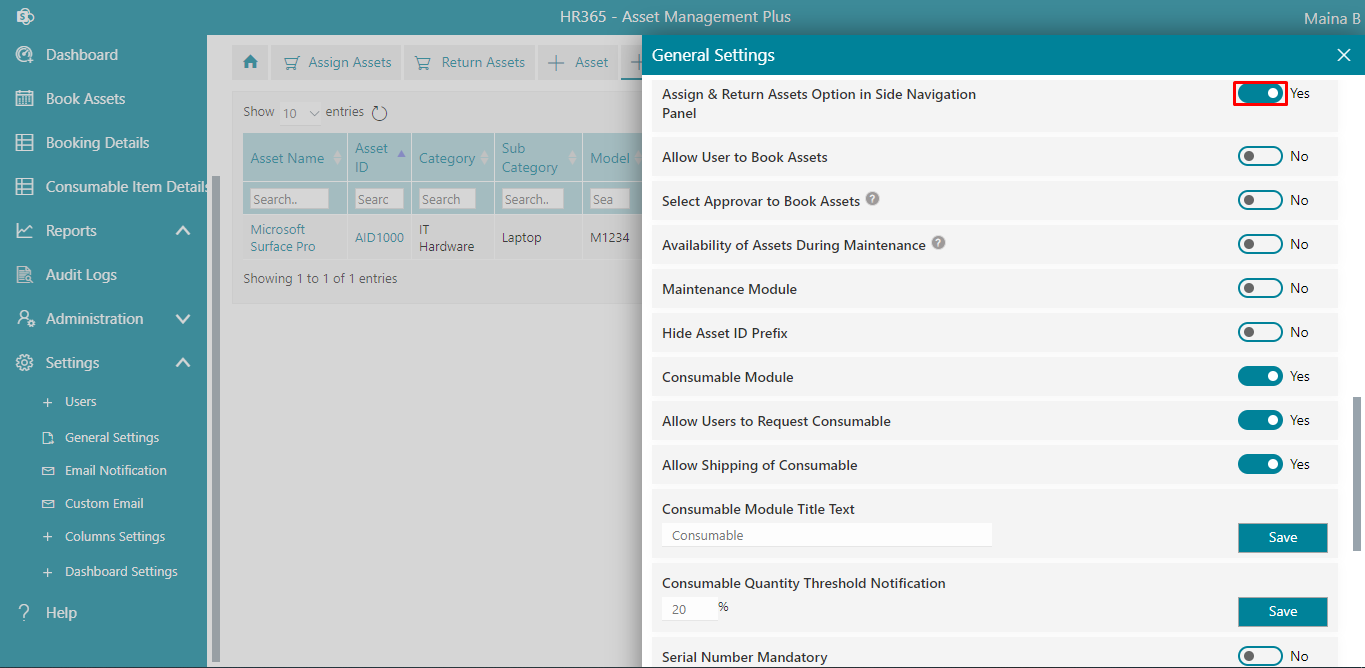 HR365 - Asset Management Plus
Maina B
Dashboard
Book Assets
Booking Details
Consumable Item Details
Reports
Audit Logs
Administration
Settings
Users
General Settings
Email Notification
Custom Email
Columns Settings
Dashboard Settings
Help
Assign Assets
Return Assets
Asset
Show 10 entries
Asset Name
Asset ID
Category
Sub Category
Model
Search..
Searc
Search
Search..
Sea
Microsoft Surface Pro
AID1000
IT Hardware
Laptop
M1234
Showing 1 to 1 of 1 entries
General Settings
Assign & Return Assets Option in Side Navigation
Panel
Yes
Allow User to Book Assets
No
Select Approvar to Book Assets
No
Availability of Assets During Maintenance
No
Maintenance Module
No
Hide Asset ID Prefix
No
Consumable Module
Yes
Allow Users to Request Consumable
Yes
Allow Shipping of Consumable
Yes
Consumable Module Title Text
Consumable
Save
Consumable Quantity Threshold Notification
20 %
Save
Serial Number Mandatory
No